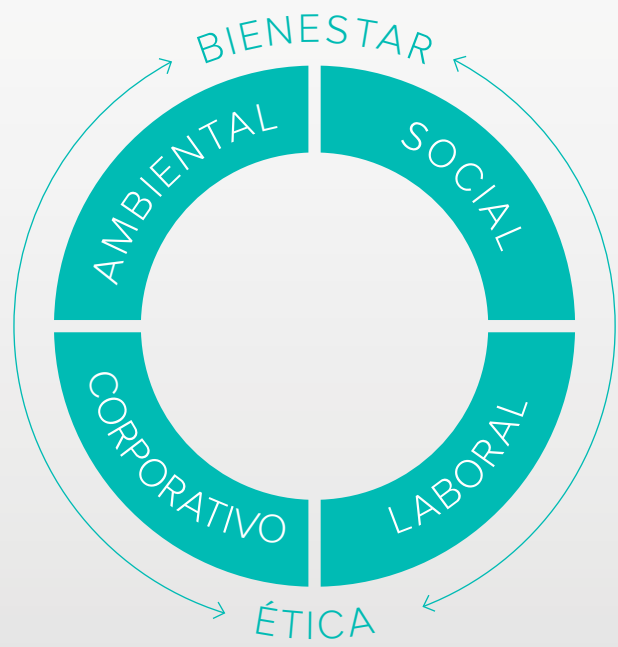 BIENESTAR
AMBIENTAL
SOCIAL
CORPORATIVO
LABORAL
ÉTICA